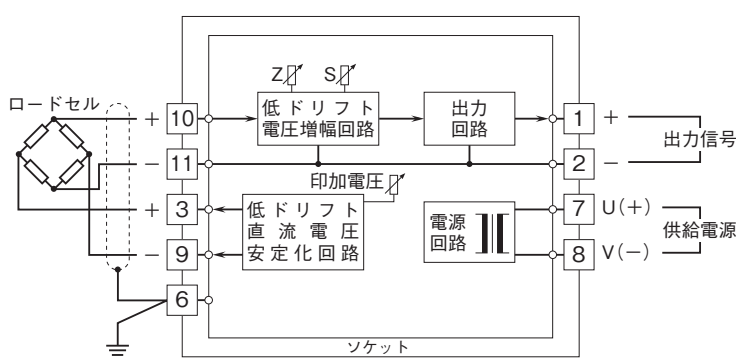 ロードセル
Z
S
+ 10
低ドリフト
電圧増幅回路
出力
回路
1 +
出力信号
− 11
2 −
印加電圧
+ 3
低ドリフト
直流電圧
安定化回路
電源
回路
7 U(+)
供給電源
− 9
8 V(−)
6
ソケット